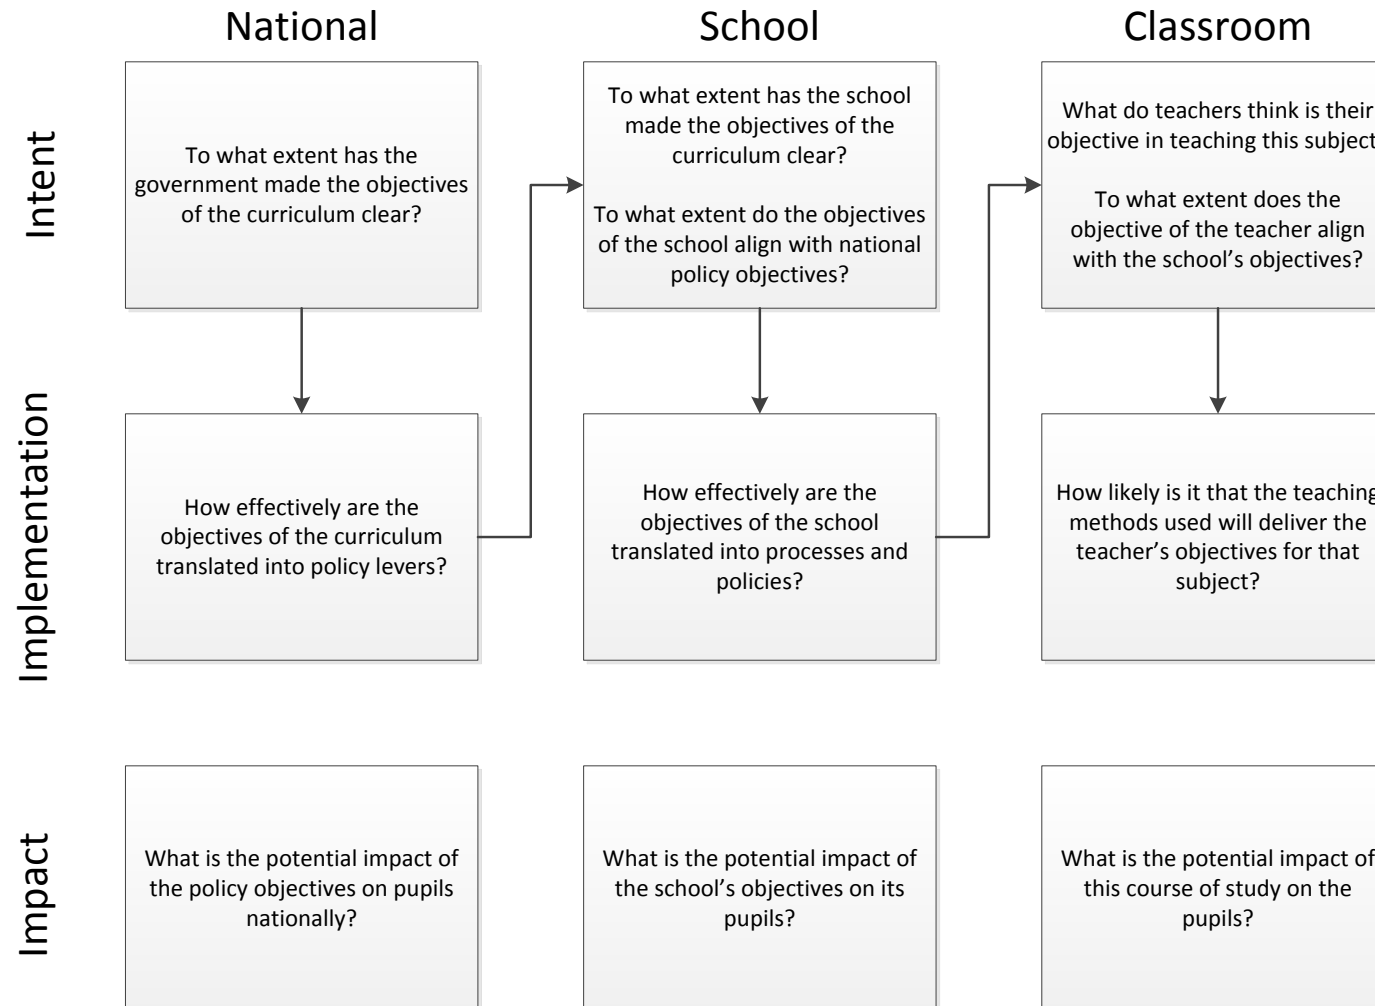 National
School
Classroom
Intent
To what extent has the
government made the objectives
of the curriculum clear?
To what extent has the school
made the objectives of the
curriculum clear?
To what extent do the objectives
of the school align with national
policy objectives?
What do teachers think is their
objective in teaching this subject
To what extent does the
objective of the teacher align
with the school’s objectives?
Implementation
How effectively are the
objectives of the curriculum
translated into policy levers?
How effectively are the
objectives of the school
translated into processes and
policies?
How likely is it that the teaching
methods used will deliver the
teacher’s objectives for that
subject?
Impact
What is the potential impact of
the policy objectives on pupils
nationally?
What is the potential impact of
the school’s objectives on its
pupils?
What is the potential impact of
this course of study on the
pupils?